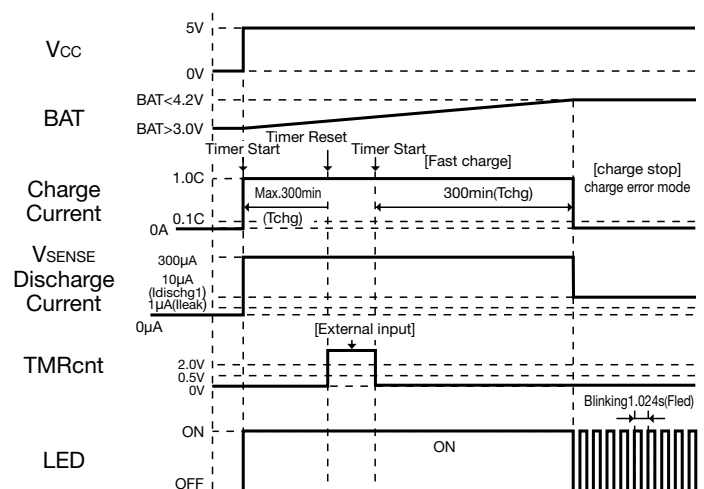 5V
VCC
0V
BAT<4.2V
BAT
BAT>3.0V
Timer Reset
Timer Start
Timer Start
[Fast charge]
[charge stop]
charge error mode
1.0C
Charge
Current
Max.300min
(Tchg)
300min(Tchg)
0.1C
0A
VSENSE
Discharge
Current
300µA
10µA
(Idischg1)
1µA(Ileak)
0µA
[External input]
TMRcnt
2.0V
0.5V
0V
Blinking1.024s(Fled)
ON
ON
LED
OFF